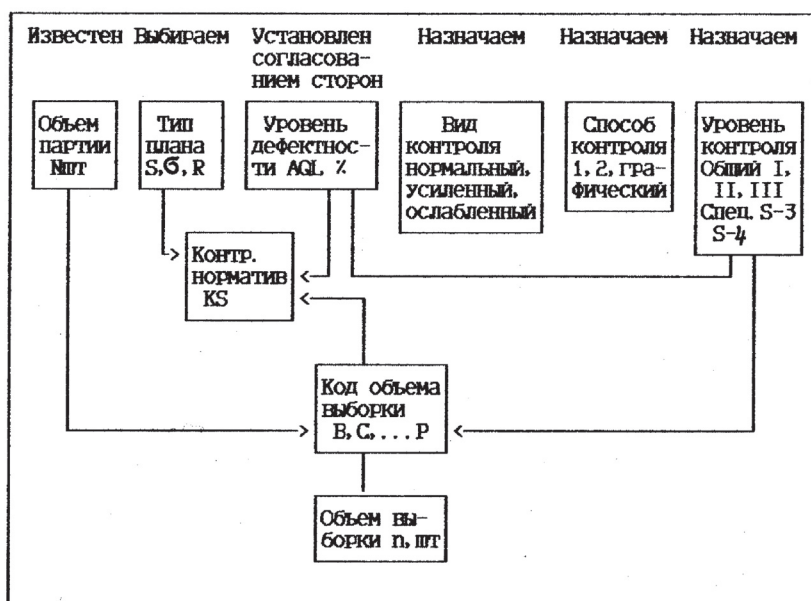 Известен Выбираем Установлен Назначаем Назначаем Назначаем
согласова-
нием сторон
Объем
партии
Nшт
Тип
плана
S,σ,R
Уровень
дефектнос-
ти AQL, %
Вид
контроля
нормальный,
усиленный,
ослабленный
Способ
контроля
1,2,гра-
фический
Уровень
контроля
Общий I,
II, III
Спец. S-3
S-4
Контр.
норматив
KS
Код объема
выборки
B,C,...P
Объем вы-
борки n,шт